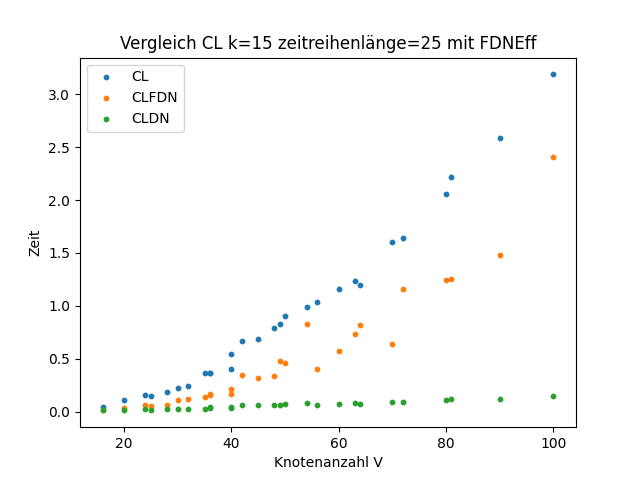 Vergleich CL k=15 zeitreihenlänge=25 mit FDNEff
CL
CLFDN
CLDN
3.0
2.5
2.0
1.5
1.0
0.5
0.0
Zeit
20 40 60 80 100
Knotenanzahl V